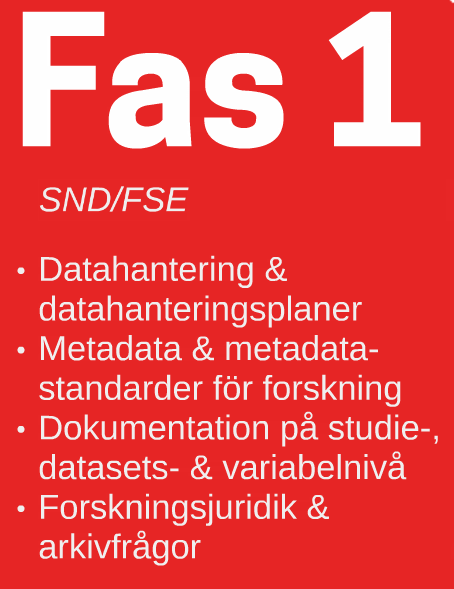 Fas 1
SND/FSE
• Datahantering &
datahanteringsplaner
• Metadata & metadata-
standarder för forskning
• Dokumentation på studie-,
datasets- & variabelnivå
• Forskningsjuridik &
arkivfrågor